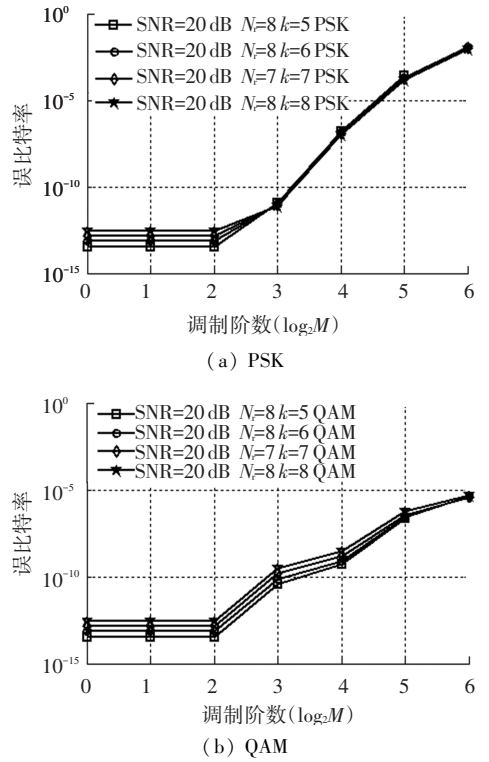 10^0
SNR=20 dB N_r=8 k=5 PSK
SNR=20 dB N_r=8 k=6 PSK
SNR=20 dB N_r=7 k=7 PSK
SNR=20 dB N_r=8 k=8 PSK
10^-5
误比特率
10^-10
10^-15
0 1 2 3 4 5 6
调制阶数(log₂M)
(a) PSK
10^0
SNR=20 dB N_r=8 k=5 QAM
SNR=20 dB N_r=8 k=6 QAM
SNR=20 dB N_r=7 k=7 QAM
SNR=20 dB N_r=8 k=8 QAM
10^-5
误比特率
10^-10
10^-15
0 1 2 3 4 5 6
调制阶数(log₂M)
(b) QAM